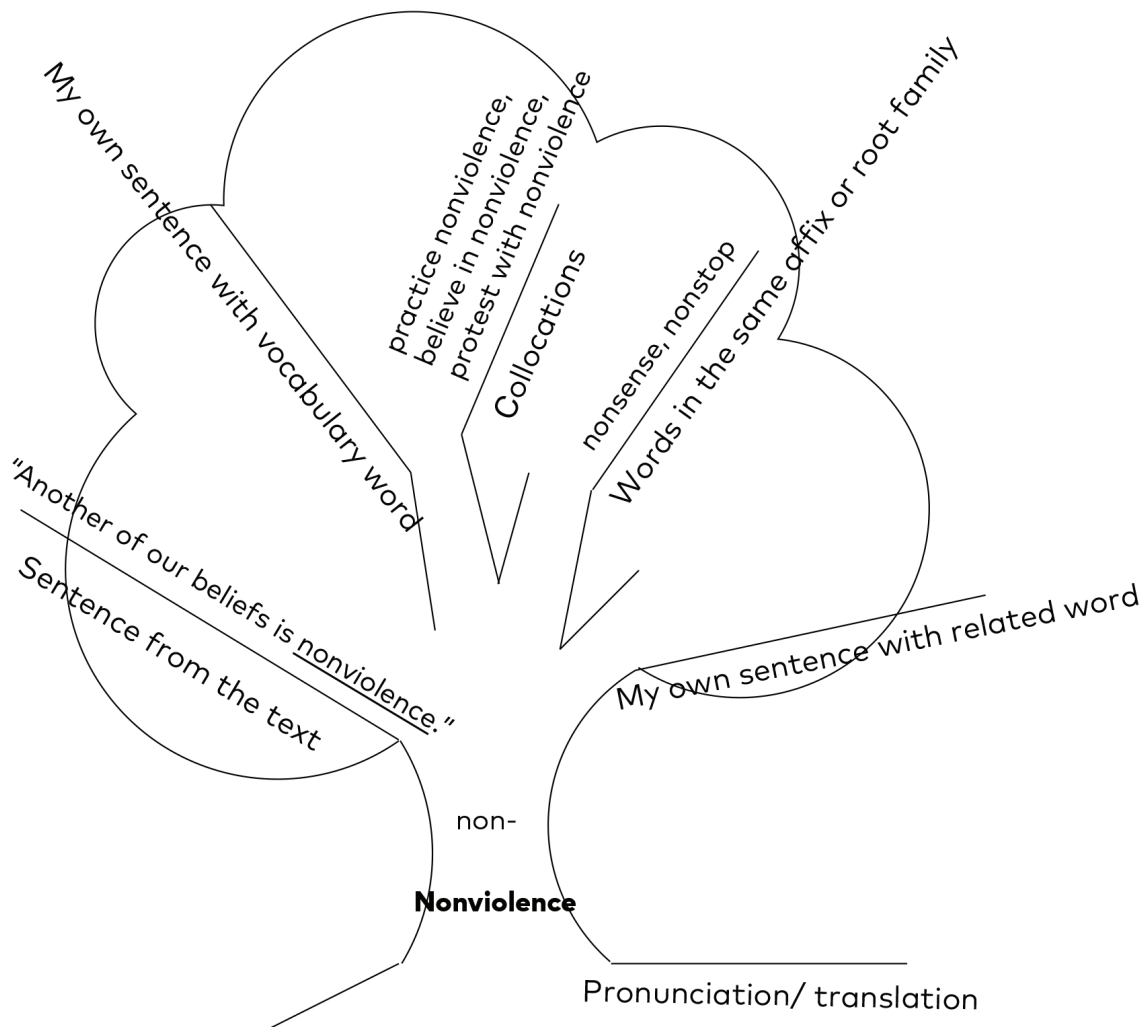 My own sentence with vocabulary word
practice nonviolence,
believe in nonviolence,
protest with nonviolence
Collocations
nonsense, nonstop
Words in the same affix or root family
"Another of our beliefs is nonviolence."
Sentence from the text
My own sentence with related word
non-
Nonviolence
Pronunciation/ translation